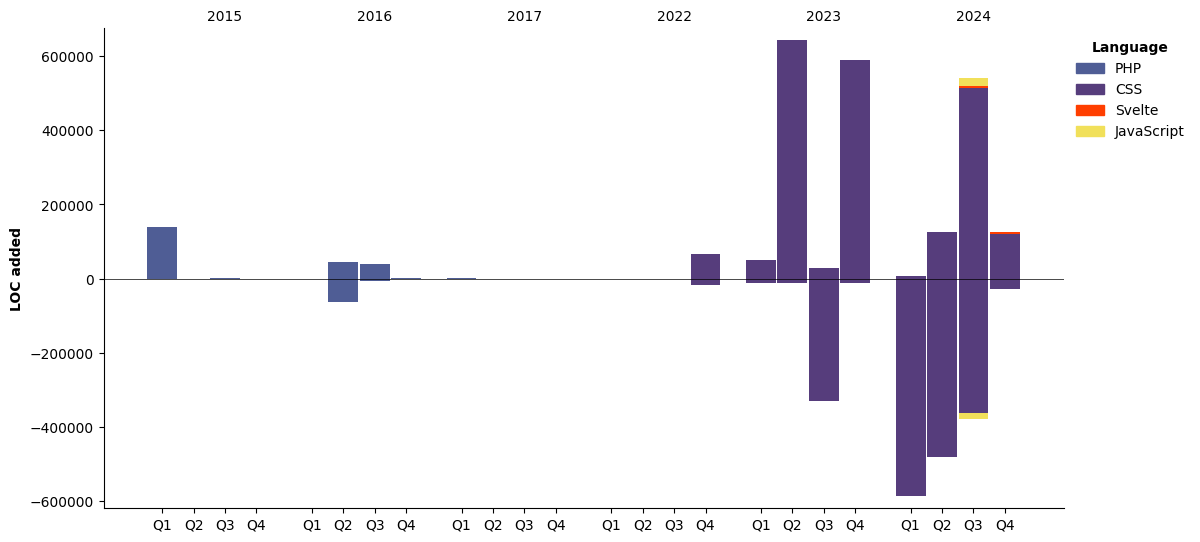 2015 2016 2017 2022 2023 2024
Language
PHP
CSS
Svelte
JavaScript
LOC added
600000
400000
200000
0
−200000
−400000
−600000
Q1 Q2 Q3 Q4 Q1 Q2 Q3 Q4 Q1 Q2 Q3 Q4 Q1 Q2 Q3 Q4 Q1 Q2 Q3 Q4 Q1 Q2 Q3 Q4